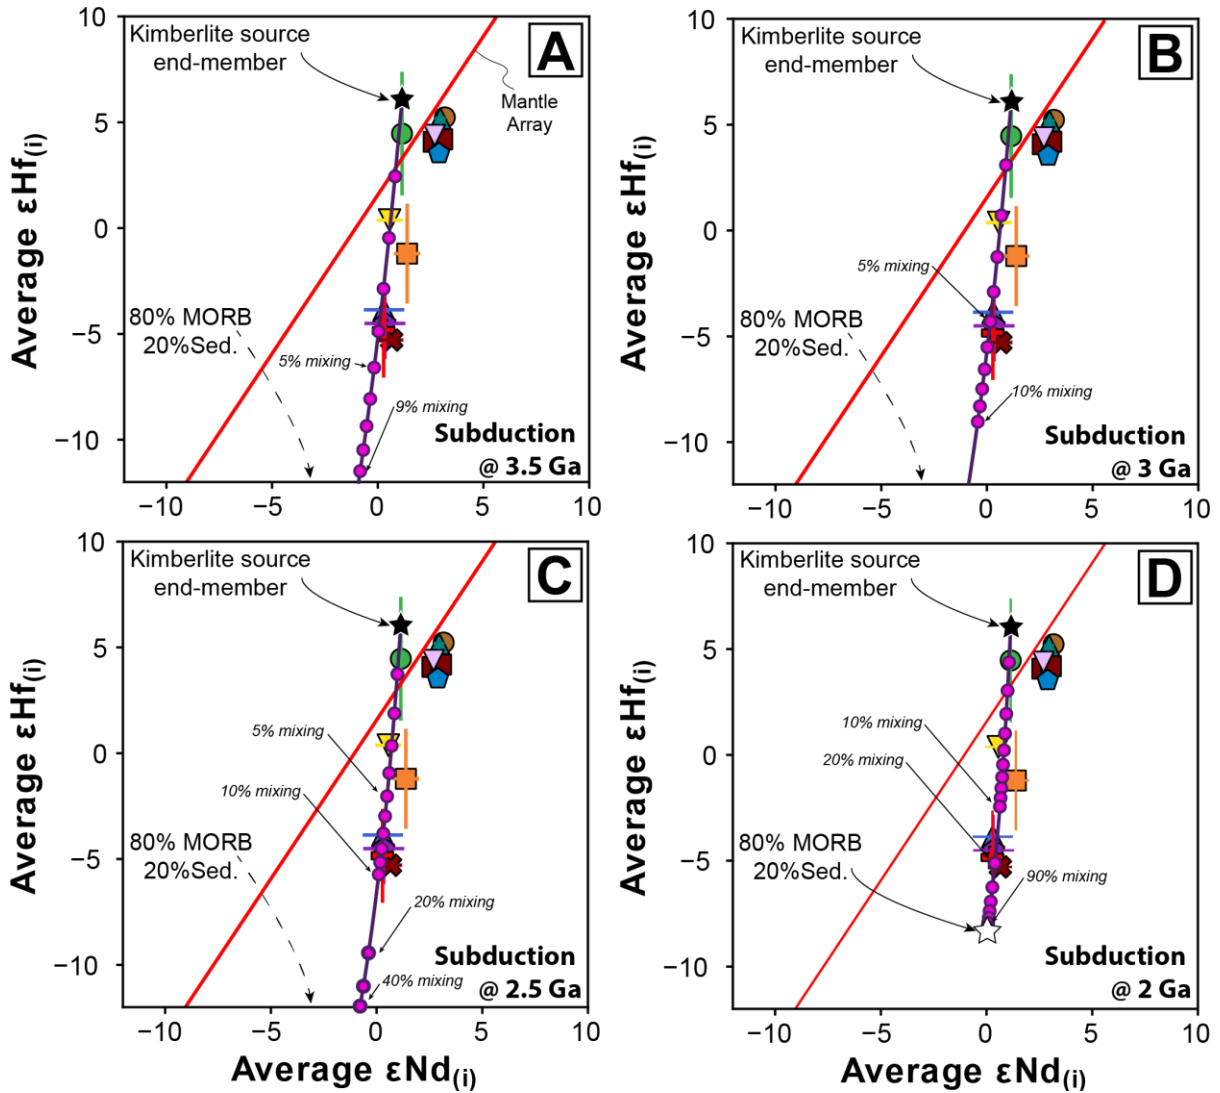 A
Kimberlite source
end-member
Mantle
Array
80% MORB
20%Sed.
5% mixing
9% mixing
Subduction
@ 3.5 Ga
Average εHf(i)
10
5
0
−5
−10
−10
−5
0
5
10
B
Kimberlite source
end-member
5% mixing
80% MORB
20%Sed.
10% mixing
Subduction
@ 3 Ga
Average εHf(i)
10
5
0
−5
−10
−10
−5
0
5
10
C
Kimberlite source
end-member
5% mixing
10% mixing
80% MORB
20%Sed.
20% mixing
40% mixing
Subduction
@ 2.5 Ga
Average εHf(i)
10
5
0
−5
−10
−10
−5
0
5
10
Average εNd(i)
D
Kimberlite source
end-member
10% mixing
20% mixing
80% MORB
20%Sed.
90% mixing
Subduction
@ 2 Ga
Average εHf(i)
10
5
0
−5
−10
−10
−5
0
5
10
Average εNd(i)